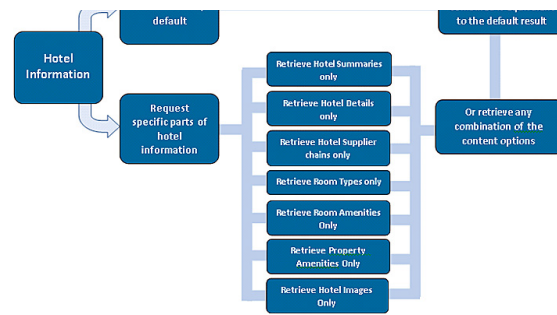 default
to the default result
Hotel
Information
Request
specific parts of
hotel
information
Retrieve Hotel Summaries
only
Retrieve Hotel Details
only
Retrieve Hotel Supplier
chains only
Retrieve Room Types only
Retrieve Room Amenities
Only
Retrieve Property
Amenities Only
Retrieve Hotel Images
Only
Or retrieve any
combination of the
content options